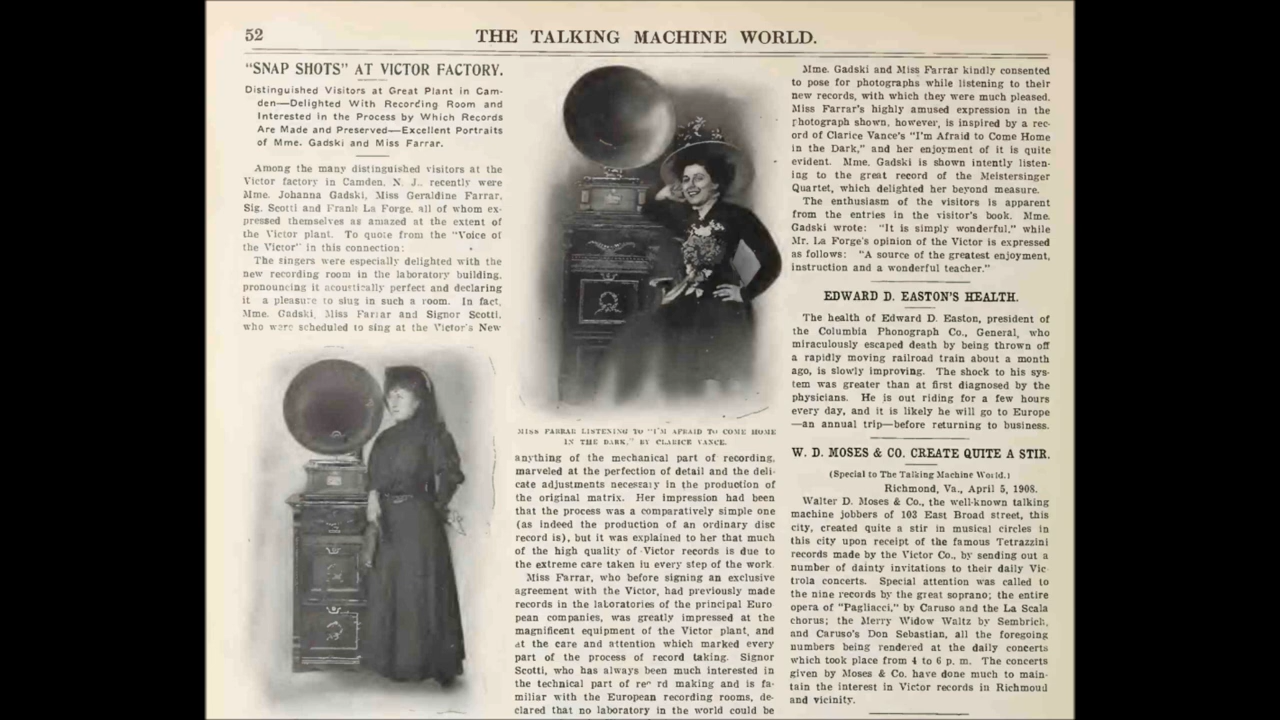 52
THE TALKING MACHINE WORLD.
"SNAP SHOTS" AT VICTOR FACTORY.
Distinguished Visitors at Great Plant in Cam-
den—Delighted With Recording Room and
Interested in the Process by Which Records
Are Made and Preserved—Excellent Portraits
of Mme. Gadski and Miss Farrar.
Among the many distinguished visitors at the
Victor factory in Camden, N. J., recently were
Mme. Johanna Gadski, Miss Geraldine Farrar,
Sig. Scotti and Frank La Forge, all of whom ex-
pressed themselves as amazed at the extent of
the Victor plant. To quote from the "Voice of
the Victor" in this connection:
The singers were especially delighted with the
new recording room in the laboratory building,
pronouncing it acoustically perfect and declaring
it a pleasure to sing in such a room. In fact,
Mme. Gadski, Miss Farrar and Signor Scotti,
who were scheduled to sing at the Victor's New
MISS FARRAR LISTENING TO "I'M AFRAID TO COME HOME
IN THE DARK," BY CLARICE VANCE.
anything of the mechanical part of recording,
marveled at the perfection of detail and the deli-
cate adjustments necessary in the production of
the original matrix. Her impression had been
that the process was a comparatively simple one
(as indeed the production of an ordinary disc
record is), but it was explained to her that much
of the high quality of Victor records is due to
the extreme care taken in every step of the work.
Miss Farrar, who before signing an exclusive
agreement with the Victor, had previously made
records in the laboratories of the principal Euro
pean companies, was greatly impressed at the
magnificent equipment of the Victor plant, and
at the care and attention which marked every
part of the process of record taking. Signor
Scotti, who has always been much interested in
the technical part of re rd making and is fa-
miliar with the European recording rooms, de-
clared that no laboratory in the world could be
Mme. Gadski and Miss Farrar kindly consented
to pose for photographs while listening to their
new records, with which they were much pleased.
Miss Farrar's highly amused expression in the
photograph shown, however, is inspired by a rec-
ord of Clarice Vance's "I'm Afraid to Come Home
in the Dark," and her enjoyment of it is quite
evident. Mme. Gadski is shown intently listen-
ing to the great record of the Meistersinger
Quartet, which delighted her beyond measure.
The enthusiasm of the visitors is apparent
from the entries in the visitor's book. Mme.
Gadski wrote: "It is simply wonderful," while
Mr. La Forge's opinion of the Victor is expressed
as follows: "A source of the greatest enjoyment,
instruction and a wonderful teacher."
EDWARD D. EASTON'S HEALTH.
The health of Edward D. Easton, president of
the Columbia Phonograph Co., General, who
miraculously escaped death by being thrown off
a rapidly moving railroad train about a month
ago, is slowly improving. The shock to his sys-
tem was greater than at first diagnosed by the
physicians. He is out riding for a few hours
every day, and it is likely he will go to Europe
—an annual trip—before returning to business.
W. D. MOSES & CO. CREATE QUITE A STIR.
(Special to The Talking Machine World.)
Richmond, Va., April 5, 1908.
Walter D. Moses & Co., the well-known talking
machine jobbers of 103 East Broad street, this
city, created quite a stir in musical circles in
this city upon receipt of the famous Tetrazzini
records made by the Victor Co., by sending out a
number of dainty invitations to their daily Vic
trola concerts. Special attention was called to
the nine records by the great soprano; the entire
opera of "Pagliacci," by Caruso and the La Scala
chorus; the Merry Widow Waltz by Sembrich,
and Caruso's Don Sebastian, all the foregoing
numbers being rendered at the daily concerts
which took place from 4 to 6 p. m. The concerts
given by Moses & Co. have done much to main-
tain the interest in Victor records in Richmond
and vicinity.